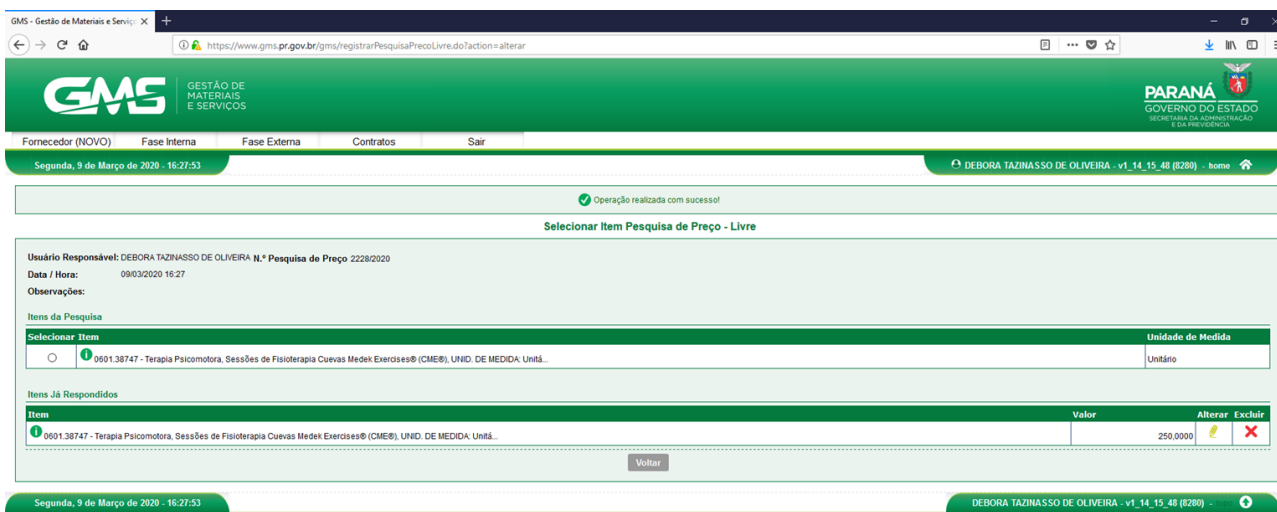 GMS - Gestão de Materiais e Serviç
https://www.gms.pr.gov.br/gms/registrarPesquisaPrecoLivre.do?action=alterar
GMS
GESTÃO DE
MATERIAIS
E SERVIÇOS
PARANÁ
GOVERNO DO ESTADO
SECRETARIA DA ADMINISTRAÇÃO
E DA PREVIDÊNCIA
Fornecedor (NOVO) Fase Interna Fase Externa Contratos Sair
Segunda, 9 de Março de 2020 - 16:27:53 DEBORA TAZINASSO DE OLIVEIRA - v1_14_15_48 (8280) - home
Operação realizada com sucesso!
Selecionar Item Pesquisa de Preço - Livre
Usuário Responsável: DEBORA TAZINASSO DE OLIVEIRA N.º Pesquisa de Preço 2228/2020
Data / Hora: 09/03/2020 16:27
Observações:
Itens da Pesquisa
Selecionar Item Unidade de Medida
0601.38747 - Terapia Psicomotora, Sessões de Fisioterapia Cuevas Medek Exercises® (CME®), UNID. DE MEDIDA: Unitá... Unitário
Itens Já Respondidos
Item Valor Alterar Excluir
0601.38747 - Terapia Psicomotora, Sessões de Fisioterapia Cuevas Medek Exercises® (CME®), UNID. DE MEDIDA: Unitá... 250,0000
Voltar
Segunda, 9 de Março de 2020 - 16:27:53 DEBORA TAZINASSO DE OLIVEIRA - v1_14_15_48 (8280) -